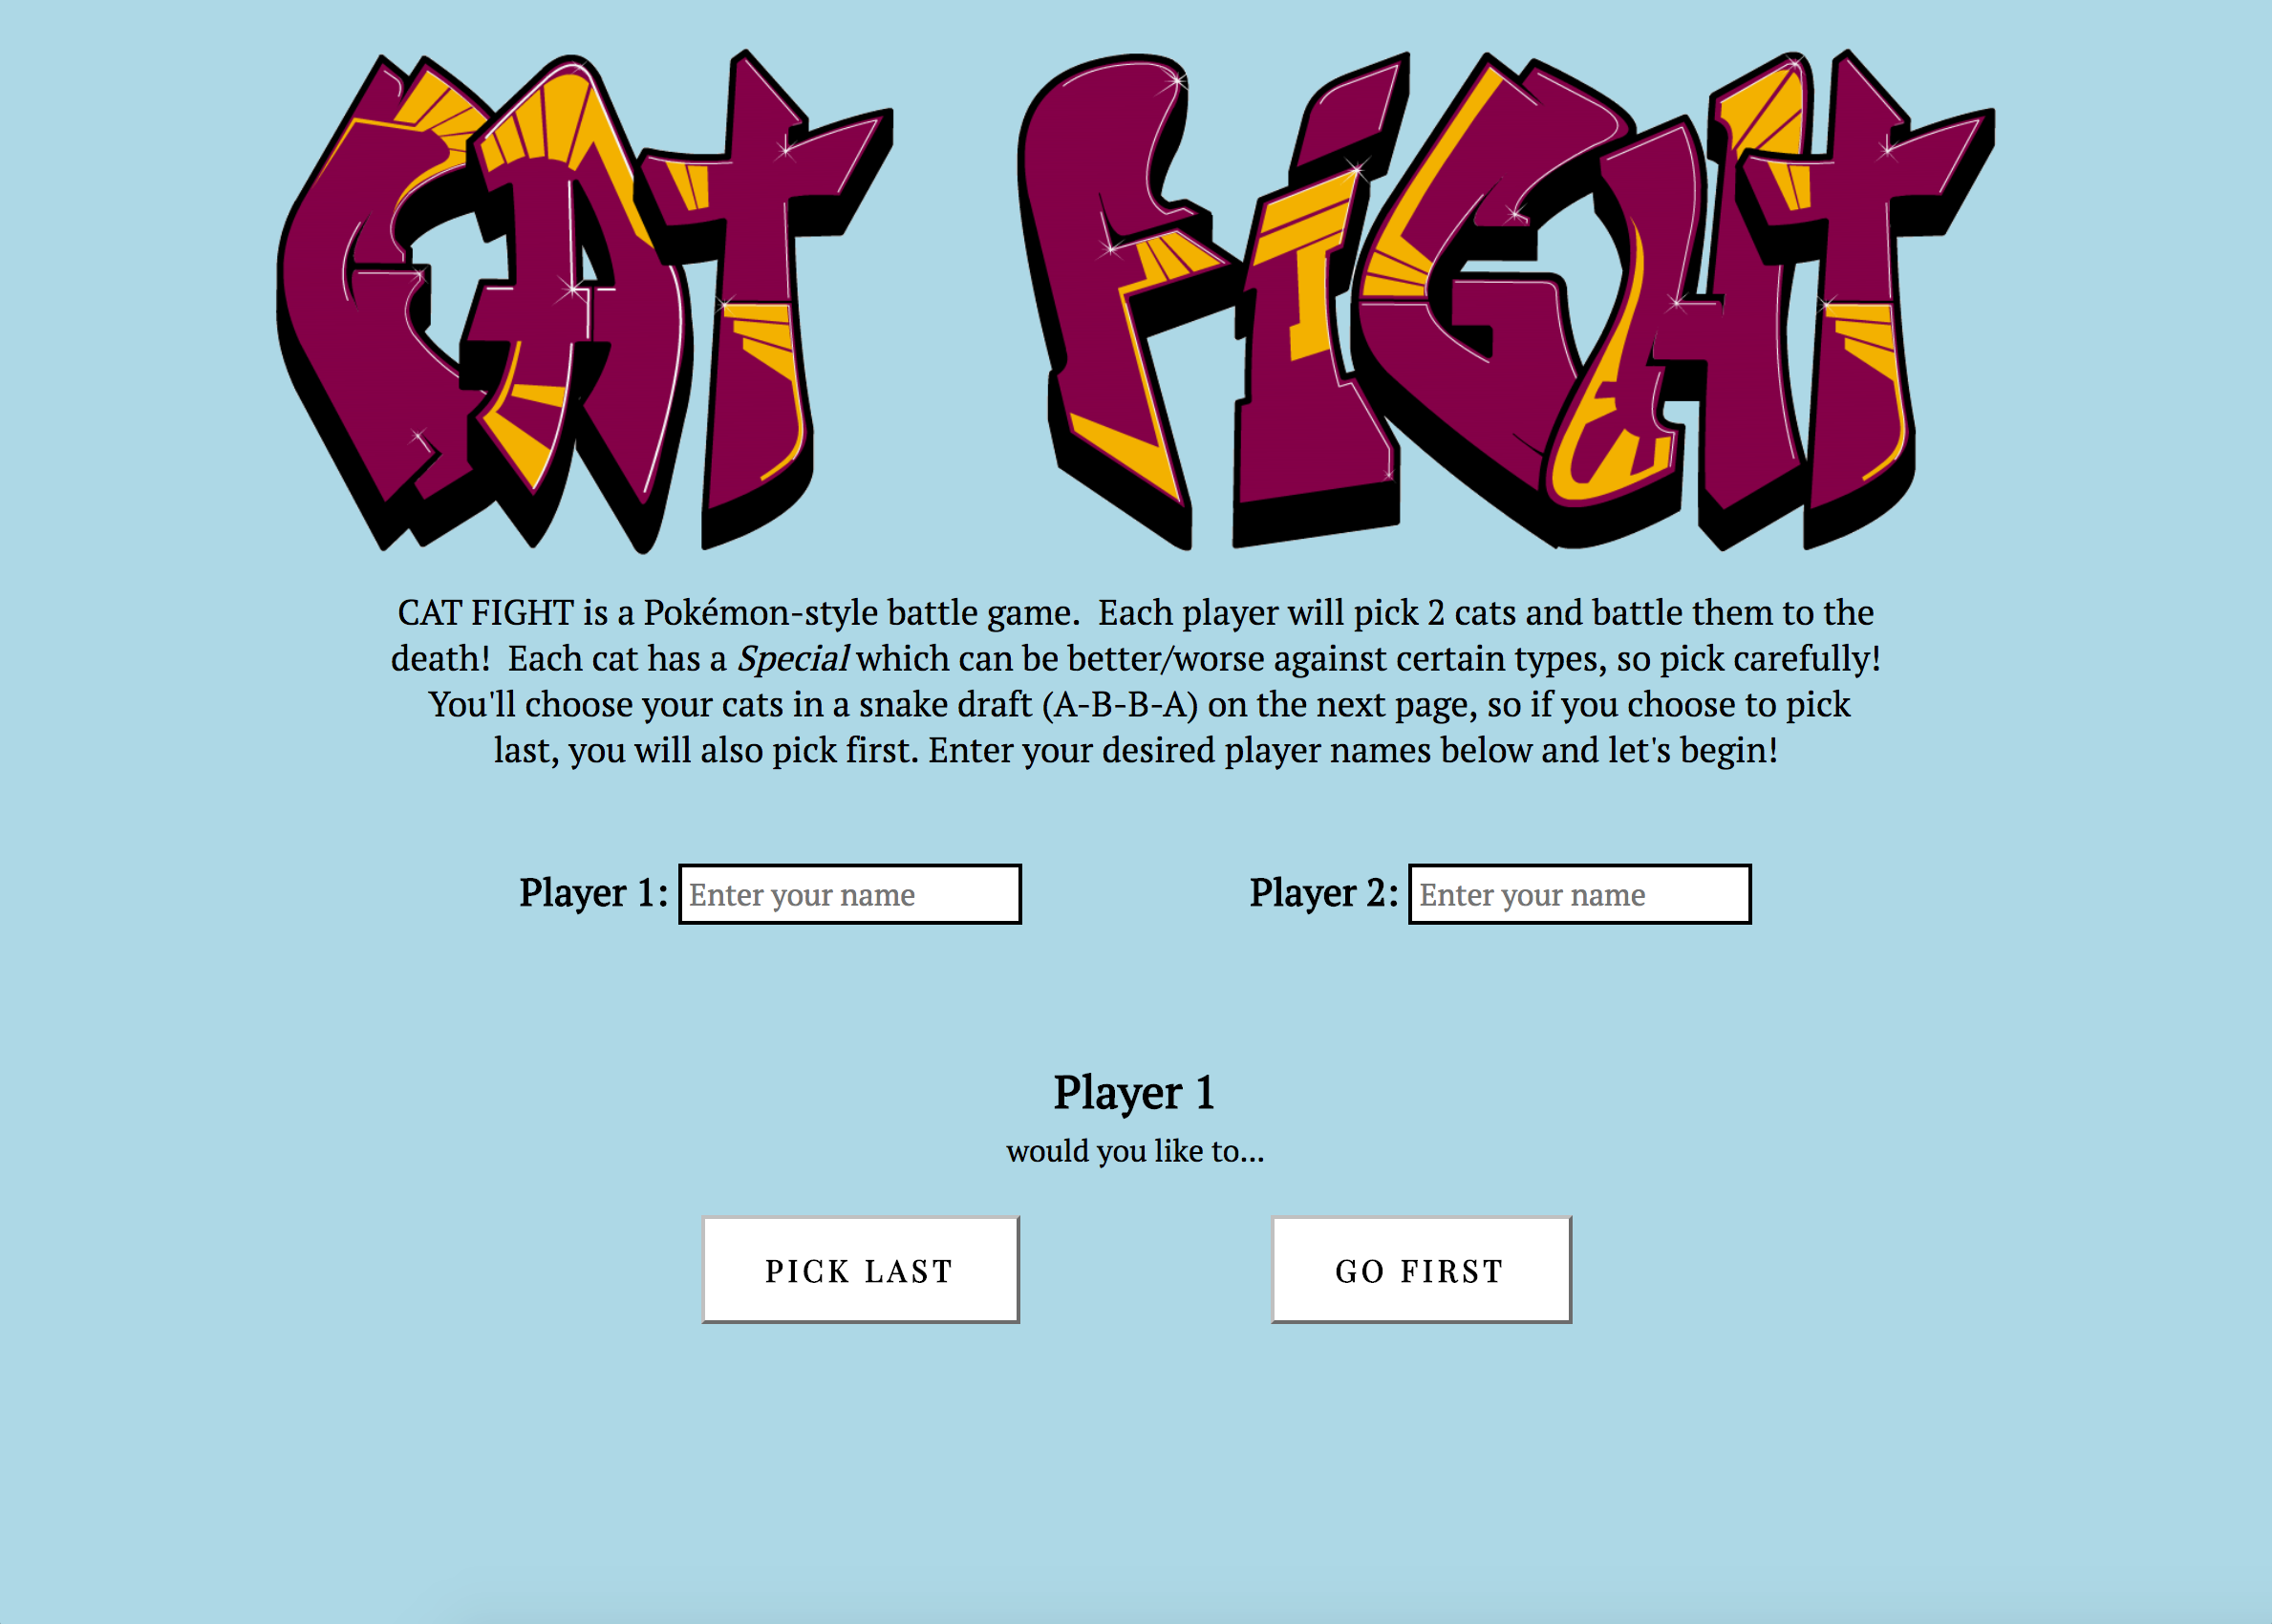 CAT FIGHT
CAT FIGHT is a Pokémon-style battle game.  Each player will pick 2 cats and battle them to the
death!  Each cat has a Special which can be better/worse against certain types, so pick carefully!
You'll choose your cats in a snake draft (A-B-B-A) on the next page, so if you choose to pick
last, you will also pick first. Enter your desired player names below and let's begin!
Player 1: Enter your name Player 2: Enter your name
Player 1
would you like to...
PICK LAST GO FIRST